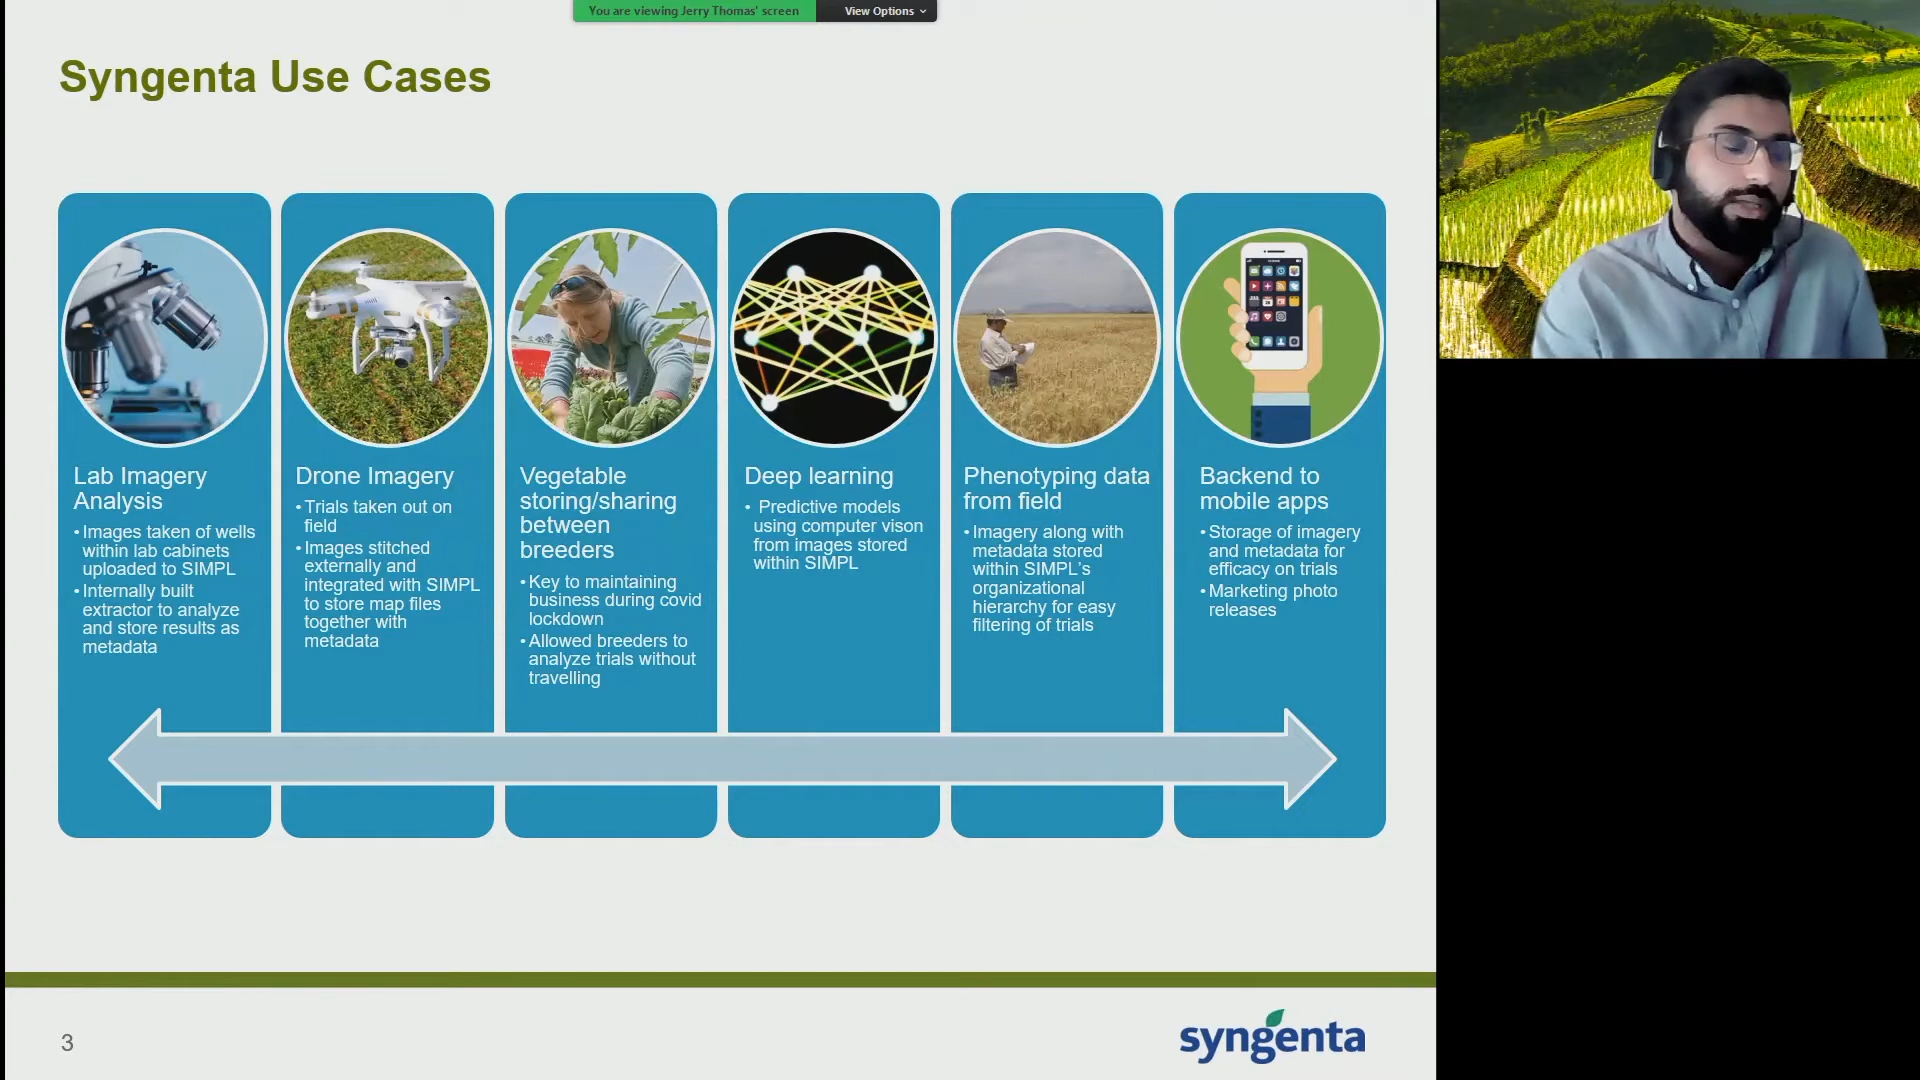 You are viewing Jerry Thomas' screen
View Options
Syngenta Use Cases
Lab Imagery
Analysis
•Images taken of wells
within lab cabinets
uploaded to SIMPL
•Internally built
extractor to analyze
and store results as
metadata
Drone Imagery
•Trials taken out on
field
•Images stitched
externally and
integrated with SIMPL
to store map files
together with
metadata
Vegetable
storing/sharing
between
breeders
•Key to maintaining
business during covid
lockdown
•Allowed breeders to
analyze trials without
travelling
Deep learning
• Predictive models
using computer vison
from images stored
within SIMPL
Phenotyping data
from field
•Imagery along with
metadata stored
within SIMPL's
organizational
hierarchy for easy
filtering of trials
Backend to
mobile apps
•Storage of imagery
and metadata for
efficacy on trials
•Marketing photo
releases
3
syngenta